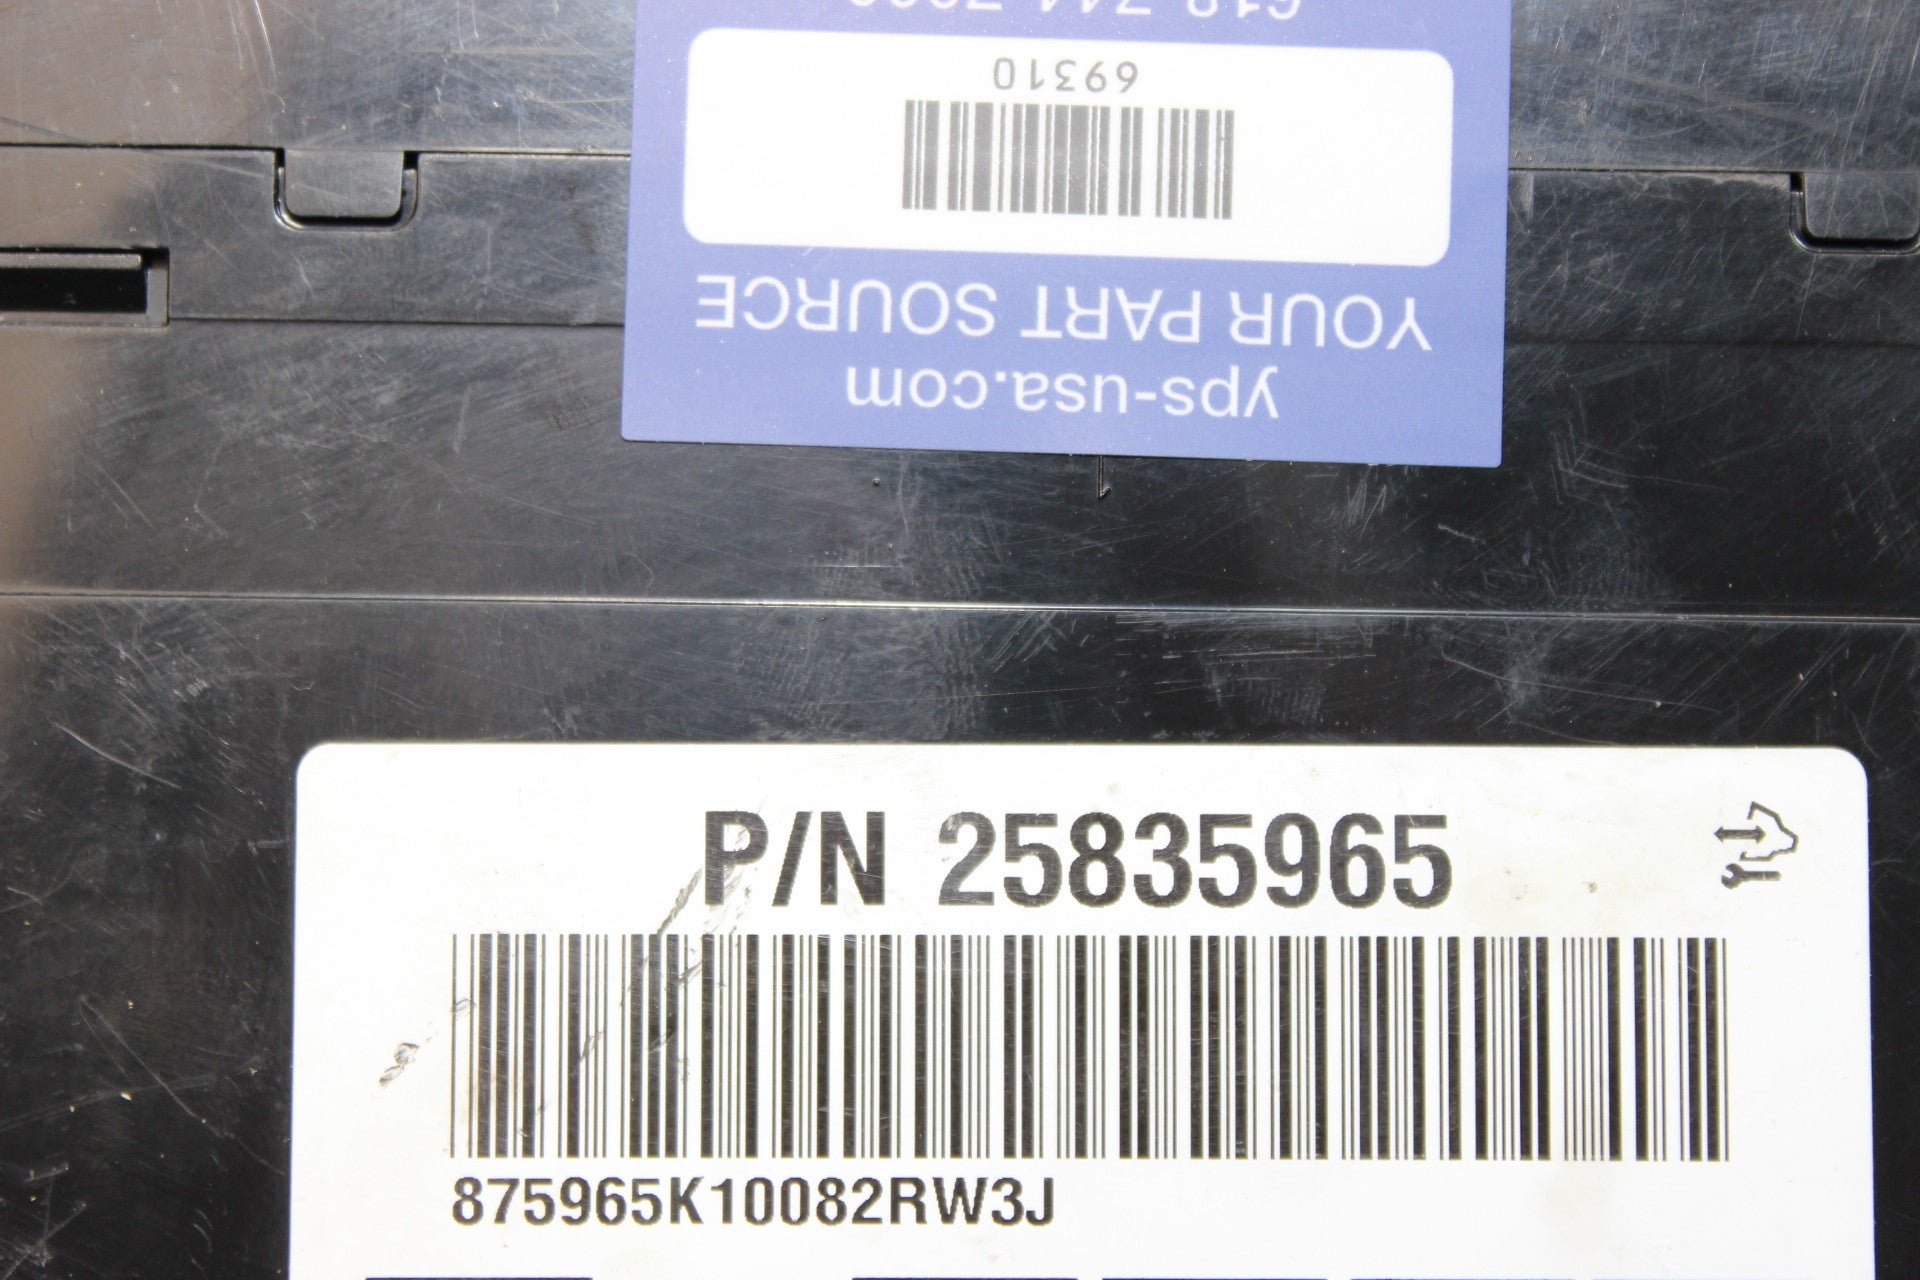 69310
YOUR PART SOURCE
yps-usa.com
P/N 25835965
875965K10082RW3J